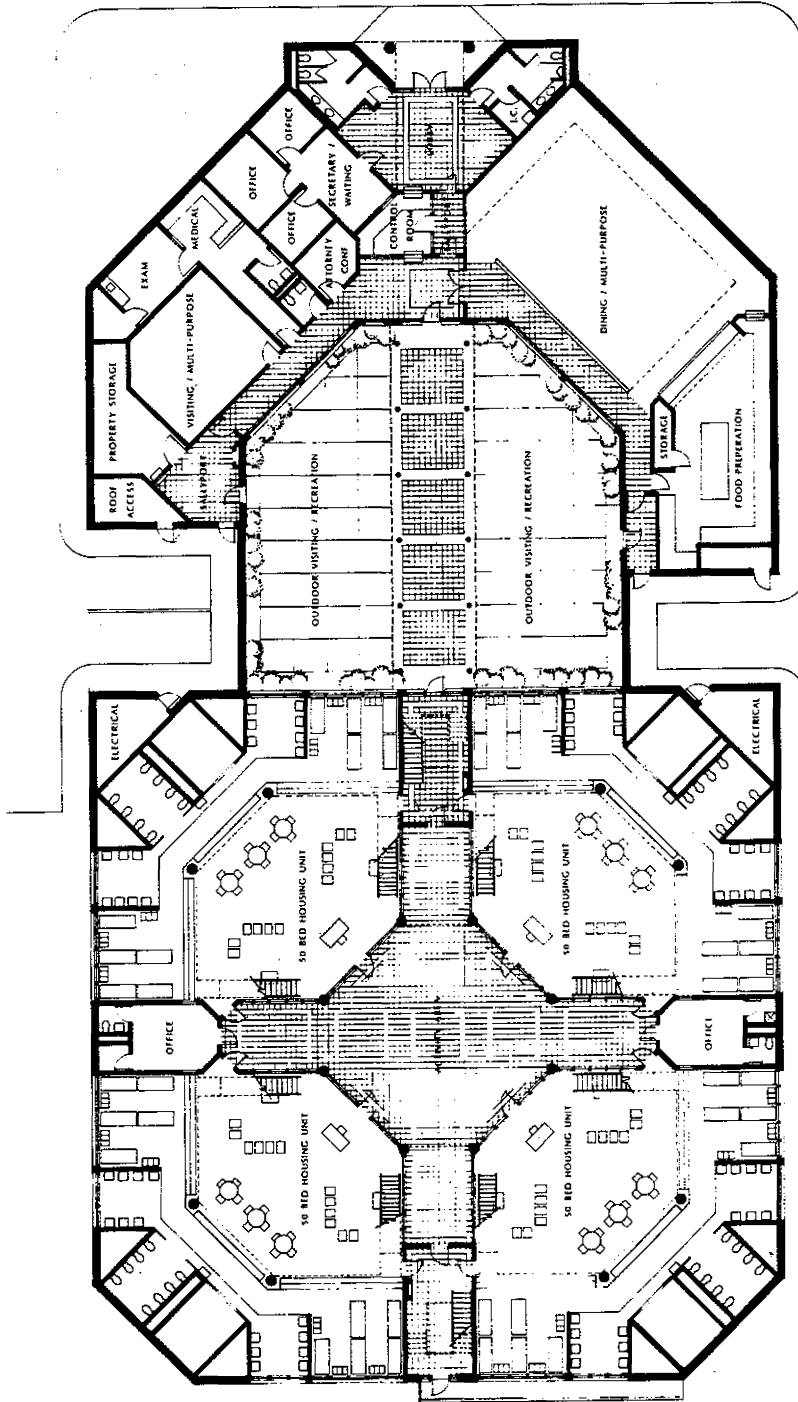 OFFICE
J.C.
LOBBY
OFFICE
SECRETARY /
WAITING
MEDICAL
OFFICE
CONTROL
ROOM
EXAM
ATTORNEY
CONF
DINING / MULTI-PURPOSE
VISITING / MULTI-PURPOSE
PROPERTY STORAGE
STORAGE
FOOD PREPERATION
ROOF
ACCESS
SALLYPORT
OUTDOOR VISITING / RECREATION
OUTDOOR VISITING / RECREATION
ELECTRICAL
ELECTRICAL
50 BED HOUSING UNIT
50 BED HOUSING UNIT
OFFICE
OFFICE
50 BED HOUSING UNIT
50 BED HOUSING UNIT